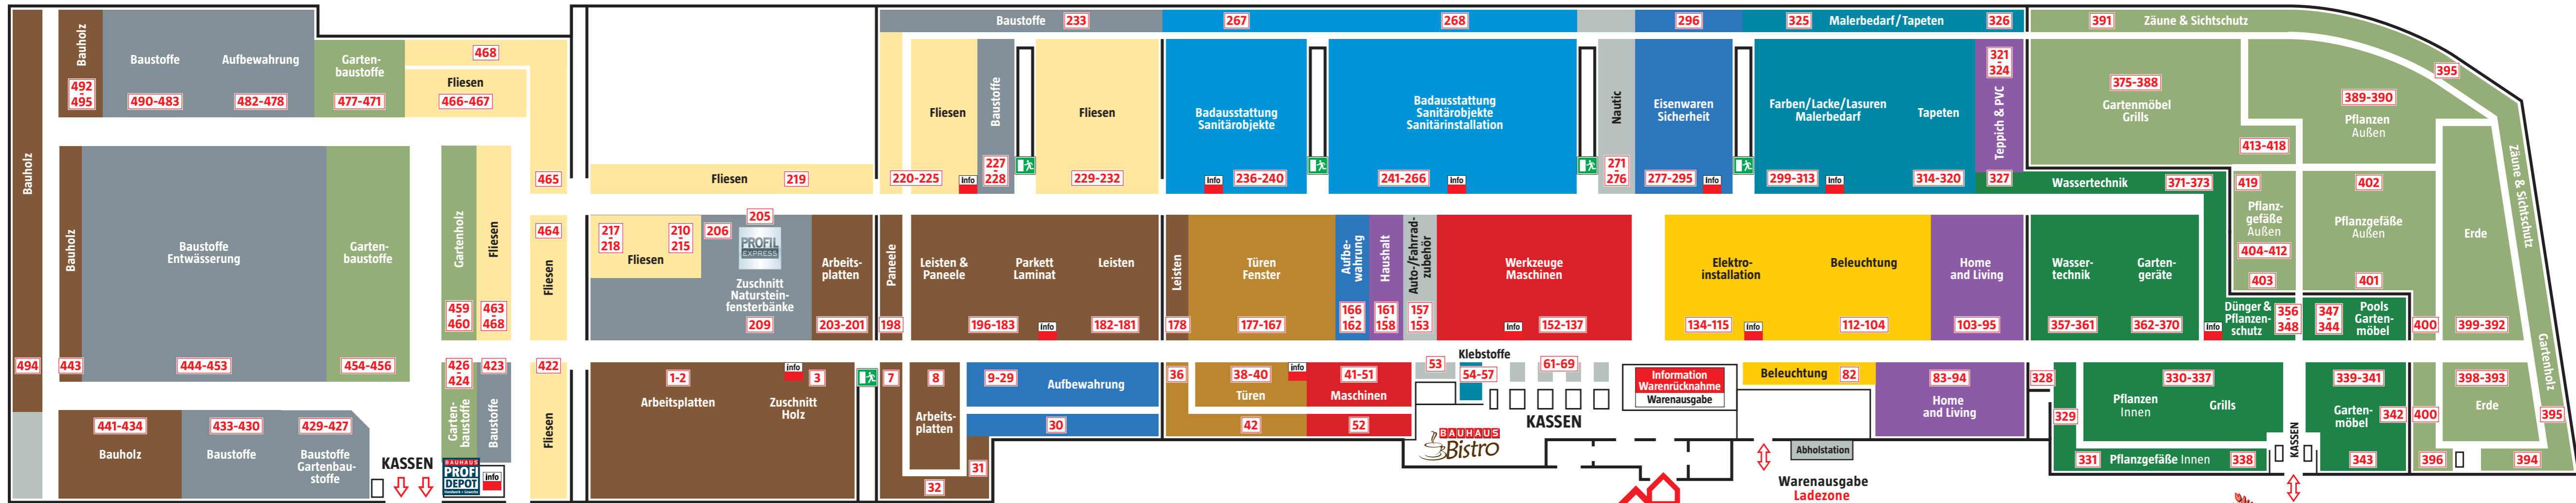 Baustoffe 233
267
268
296
325 Malerbedarf/Tapeten 326
391 Zäune & Sichtschutz
Bauholz
492
495
Baustoffe
490-483
Aufbewahrung
482-478
Garten-
baustoffe
477-471
468
Fliesen
466-467
Fliesen
Baustoffe
227
228
220-225
Info
Fliesen
229-232
Badausstattung
Sanitärobjekte
Info
236-240
Badausstattung
Sanitärobjekte
Sanitärinstallation
241-266
Info
Nautic
271
276
Eisenwaren
Sicherheit
277-295
Info
Farben/Lacke/Lasuren
Malerbedarf
299-313
Info
Tapeten
314-320
321
324
Teppich & PVC
327
375-388
Gartenmöbel
Grills
395
389-390
Pflanzen
Außen
413-418
Zäune & Sichtschutz
Bauholz
494
465
Fliesen 219
Wassertechnik 371-373
419
402
Bauholz
443
Baustoffe
Entwässerung
444-453
Garten-
baustoffe
454-456
Gartenholz
459
460
Fliesen
463
468
464
Fliesen
217
218
210
215
Fliesen
206
205
PROFIL
EXPRESS
Zuschnitt
Naturstein-
fensterbänke
209
Arbeits-
platten
203-201
Paneele
198
Leisten &
Paneele
196-183
Parkett
Laminat
Info
Leisten
182-181
Leisten
178
Türen
Fenster
177-167
Aufbe-
wahrung
166
162
Haushalt
161
158
Auto-/Fahrrad-
zubehör
157
153
Werkzeuge
Maschinen
Info
152-137
Elektro-
installation
134-115
Info
Beleuchtung
112-104
Home
and Living
103-95
Wasser-
technik
357-361
Garten-
geräte
362-370
Info
Pflanz-
gefäße
Außen
404-412
403
Pflanzgefäße
Außen
401
Erde
Dünger &
Pflanzen-
schutz
356
348
347
344
Pools
Garten-
möbel
400
399-392
Gartenholz
426
424
Garten-
baustoffe
423
Baustoffe
422
Fliesen
1-2
Arbeitsplatten
info
3
Zuschnitt
Holz
7
8
Arbeits-
platten
9-29
Aufbewahrung
30
31
32
36
38-40
Türen
info
42
41-51
Maschinen
52
53
Klebstoffe
54-57
61-69
KASSEN
BAUHAUS
Bistro
Information
Warenrücknahme
Warenausgabe
Beleuchtung 82
83-94
Home
and Living
Abholstation
Warenausgabe
Ladezone
328
329
330-337
Pflanzen
Innen
Grills
331 Pflanzgefäße Innen 338
KASSEN
339-341
Garten-
möbel
342
343
400
398-393
Erde
395
396
394
441-434
Bauholz
433-430
Baustoffe
429-427
Baustoffe
Gartenbau-
stoffe
KASSEN
BAUHAUS
PROFI
DEPOT
Handwerk + Gewerbe
info